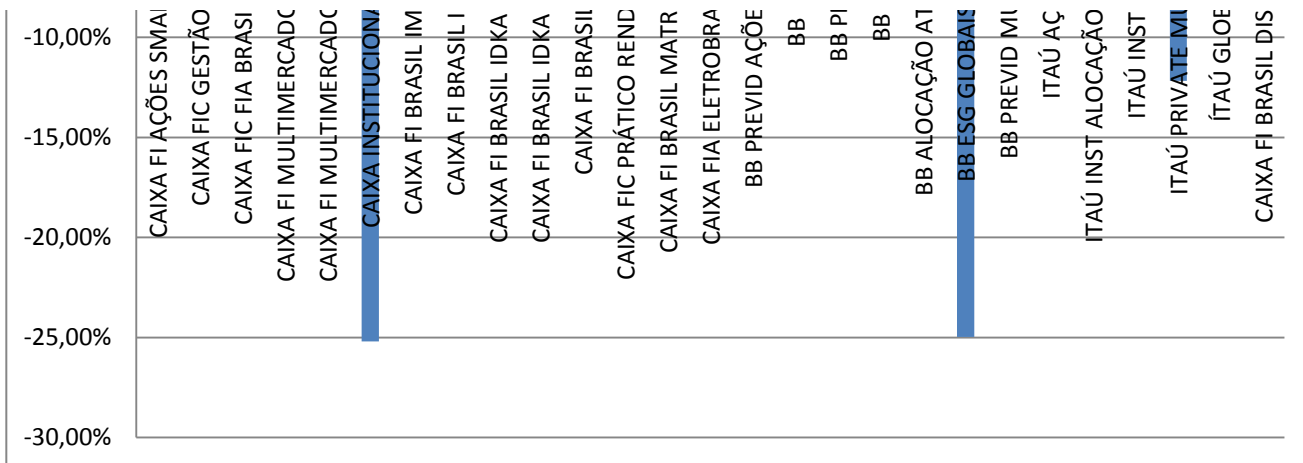 -10,00%
-15,00%
-20,00%
-25,00%
-30,00%
CAIXA FI AÇÕES SMA
CAIXA FIC GESTÃO
CAIXA FIC FIA BRASI
CAIXA FI MULTIMERCADO
CAIXA FI MULTIMERCADO
CAIXA INSTITUCIONA
CAIXA FI BRASIL IM
CAIXA FI BRASIL I
CAIXA FI BRASIL IDKA
CAIXA FI BRASIL IDKA
CAIXA FI BRASIL
CAIXA FIC PRÁTICO REND
CAIXA FI BRASIL MATR
CAIXA FIA ELETROBRA
BB PREVID AÇÕE
BB
BB P
BB
BB ALOCAÇÃO AT
BB ESG GLOBAIS
BB PREVID MU
ITAÚ AÇ
ITAÚ INST ALOCAÇÃO
ITAÚ INST
ITAÚ PRIVATE MU
ÍTAÚ GLOB
CAIXA FI BRASIL DIS